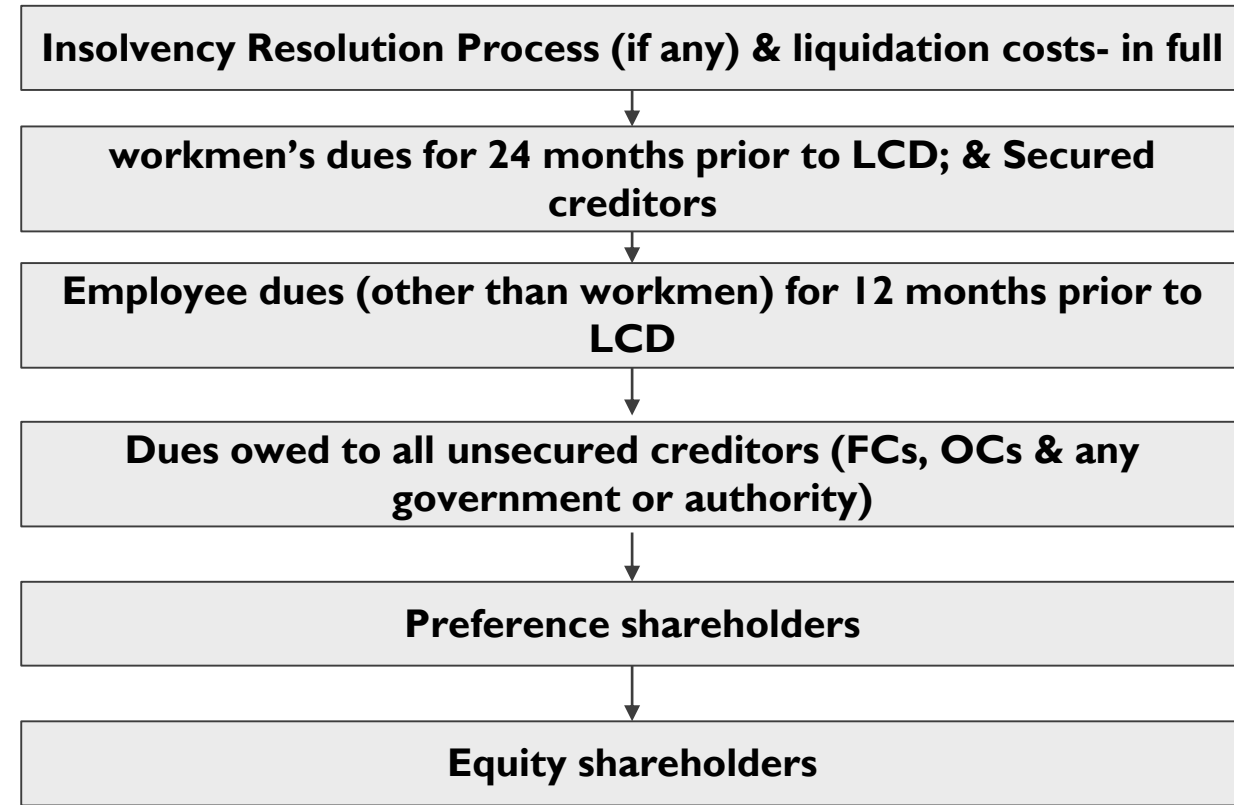 Insolvency Resolution Process (if any) & liquidation costs- in full
workmen’s dues for 24 months prior to LCD; & Secured
creditors
Employee dues (other than workmen) for 12 months prior to
LCD
Dues owed to all unsecured creditors (FCs, OCs & any
government or authority)
Preference shareholders
Equity shareholders